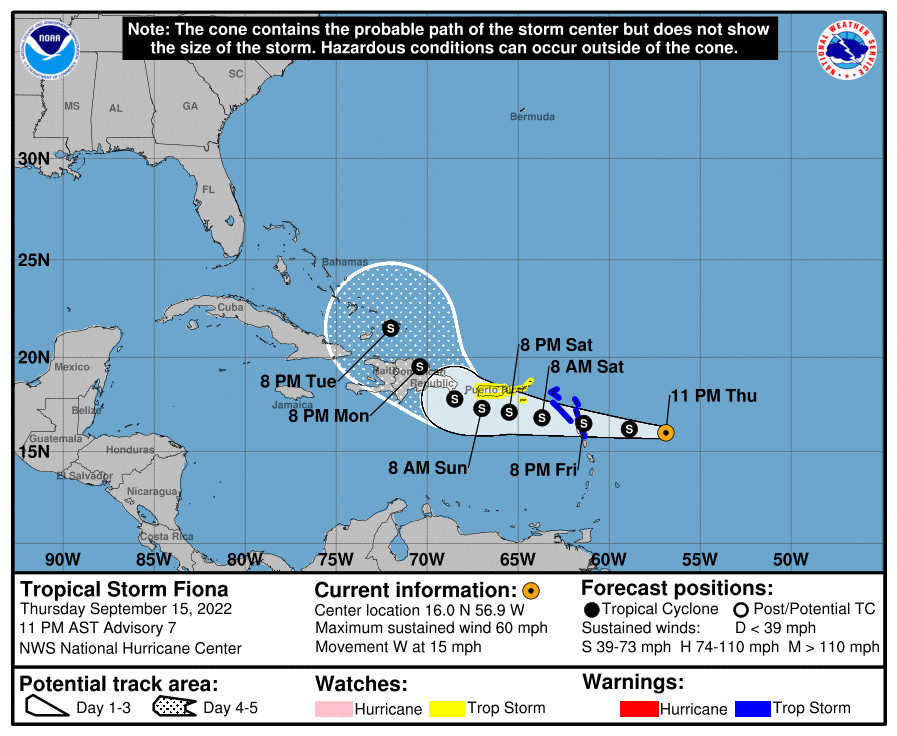 Note: The cone contains the probable path of the storm center but does not show
the size of the storm. Hazardous conditions can occur outside of the cone.
NOAA
NATIONAL WEATHER SERVICE
SC
MS
AL
GA
Bermuda
30N
FL
25N
Bahamas
Cuba
S
20N
8 PM Sat
Mexico
S
8 AM Sat
8 PM Tue
Haiti
Dominican
Republic
Puerto Rico
11 PM Thu
Jamaica
8 PM Mon
S
S
S
S
S
S
Belize
Guatemala
15N
Honduras
8 AM Sun
8 PM Fri
El Salvador
Nicaragua
Costa Rica
90W
85W
80W
75W
70W
65W
60W
55W
50W
Tropical Storm Fiona
Thursday September 15, 2022
11 PM AST Advisory 7
NWS National Hurricane Center
Current information:
Center location 16.0 N 56.9 W
Maximum sustained wind 60 mph
Movement W at 15 mph
Forecast positions:
Tropical Cyclone
Post/Potential TC
Sustained winds: D < 39 mph
S 39-73 mph H 74-110 mph M > 110 mph
Potential track area:
Day 1-3
Day 4-5
Watches:
Hurricane
Trop Storm
Warnings:
Hurricane
Trop Storm